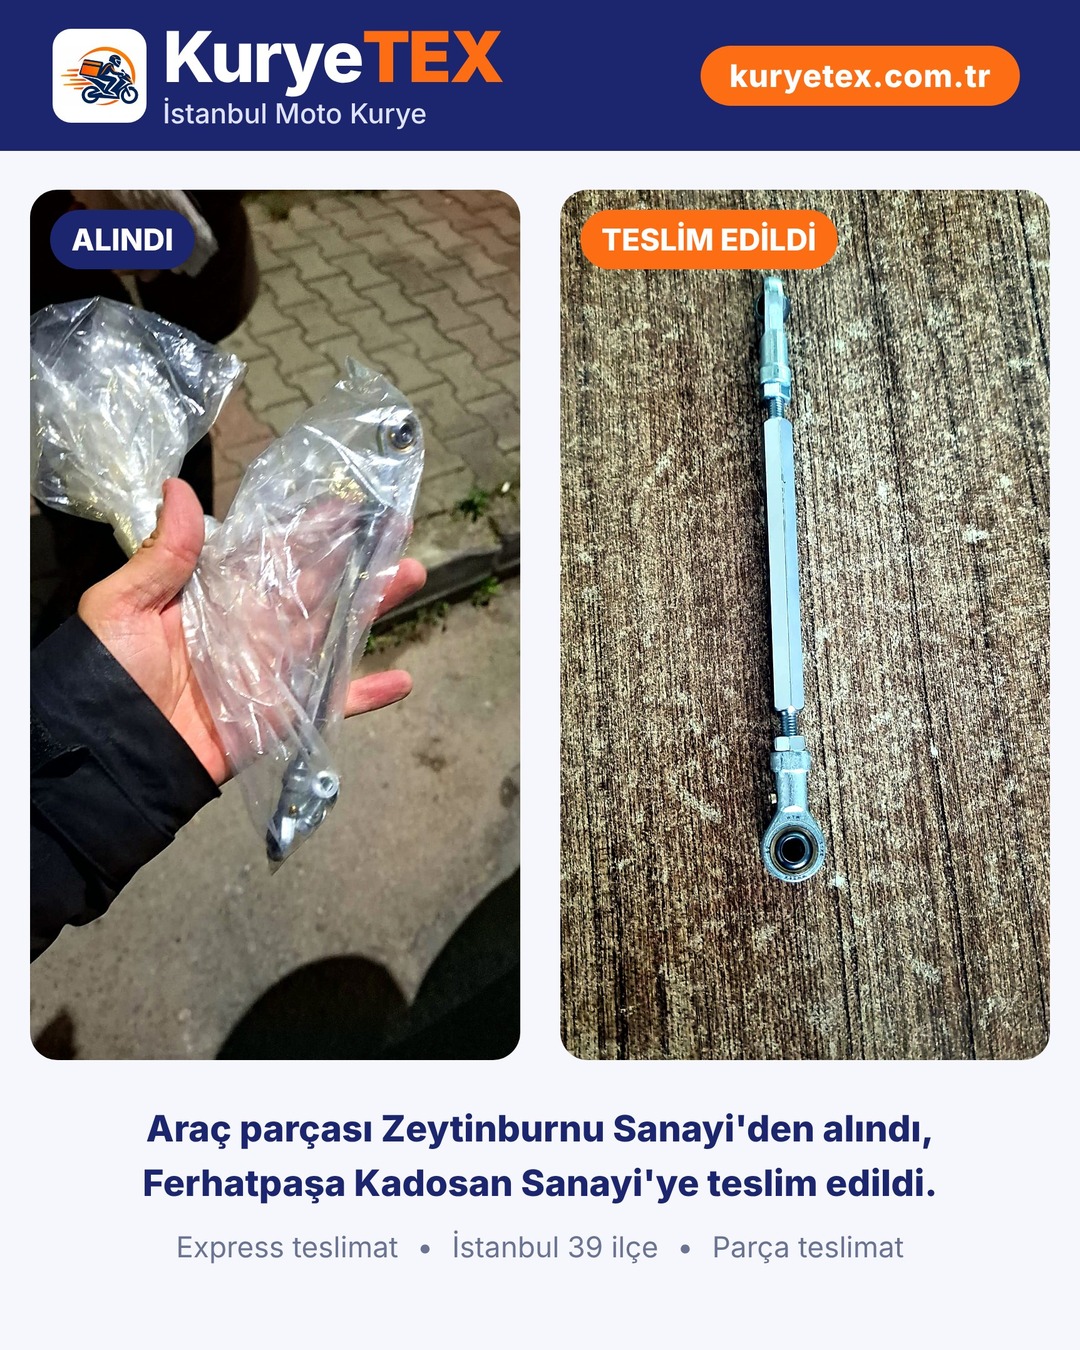 KuryeTEX
İstanbul Moto Kurye
kuryetex.com.tr
ALINDI
TESLİM EDİLDİ
Araç parçası Zeytinburnu Sanayi'den alındı,
Ferhatpaşa Kadosan Sanayi'ye teslim edildi.
Express teslimat • İstanbul 39 ilçe • Parça teslimat